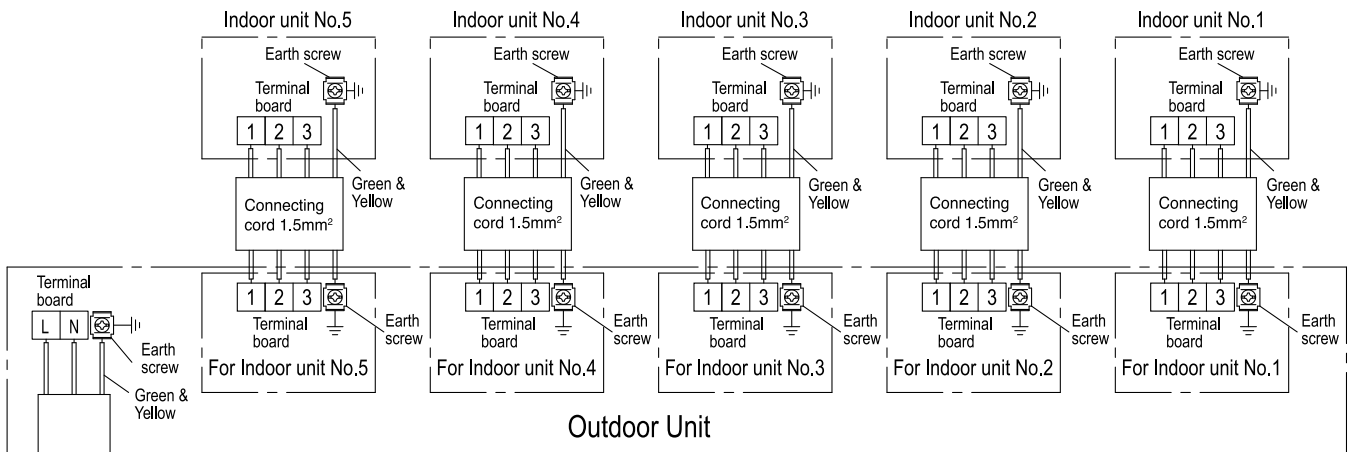 Indoor unit No.5
Earth screw
Terminal
board
1 2 3
Green &
Yellow
Connecting
cord 1.5mm²
Indoor unit No.4
Earth screw
Terminal
board
1 2 3
Green &
Yellow
Connecting
cord 1.5mm²
Indoor unit No.3
Earth screw
Terminal
board
1 2 3
Green &
Yellow
Connecting
cord 1.5mm²
Indoor unit No.2
Earth screw
Terminal
board
1 2 3
Green &
Yellow
Connecting
cord 1.5mm²
Indoor unit No.1
Earth screw
Terminal
board
1 2 3
Green &
Yellow
Connecting
cord 1.5mm²
Terminal
board
L N
Earth
screw
Green &
Yellow
1 2 3
Terminal
board
Earth
screw
For Indoor unit No.5
1 2 3
Terminal
board
Earth
screw
For Indoor unit No.4
1 2 3
Terminal
board
Earth
screw
For Indoor unit No.3
1 2 3
Terminal
board
Earth
screw
For Indoor unit No.2
1 2 3
Terminal
board
Earth
screw
For Indoor unit No.1
Outdoor Unit